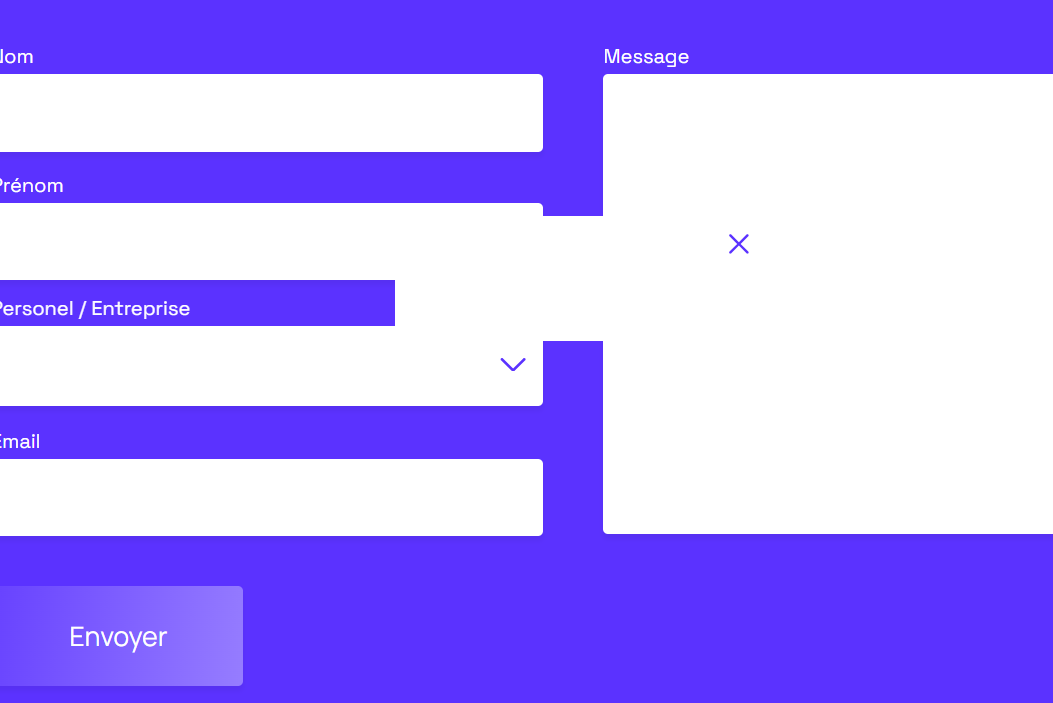 Nom
Message
Prénom
Personel / Entreprise
Email
Envoyer